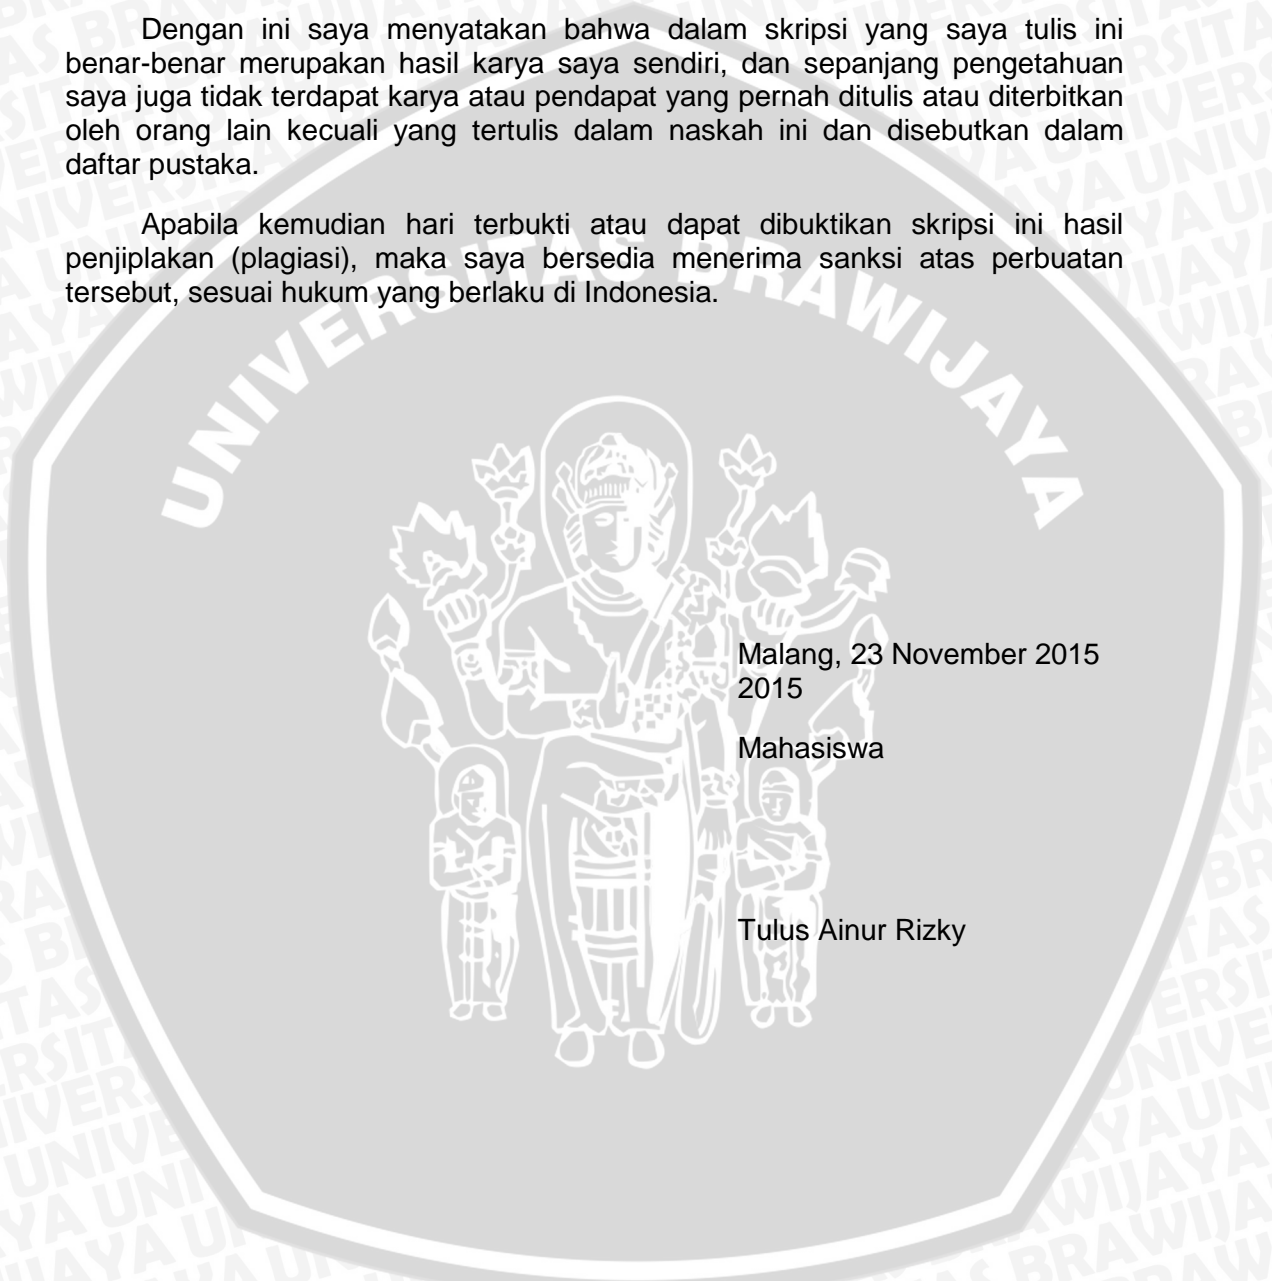 Dengan ini saya menyatakan bahwa dalam skripsi yang saya tulis ini
benar-benar merupakan hasil karya saya sendiri, dan sepanjang pengetahuan
saya juga tidak terdapat karya atau pendapat yang pernah ditulis atau diterbitkan
oleh orang lain kecuali yang tertulis dalam naskah ini dan disebutkan dalam
daftar pustaka.
Apabila kemudian hari terbukti atau dapat dibuktikan skripsi ini hasil
penjiplakan (plagiasi), maka saya bersedia menerima sanksi atas perbuatan
tersebut, sesuai hukum yang berlaku di Indonesia.
UNIVERSITAS BRAWIJAYA
Malang, 23 November 2015
2015
Mahasiswa
Tulus Ainur Rizky